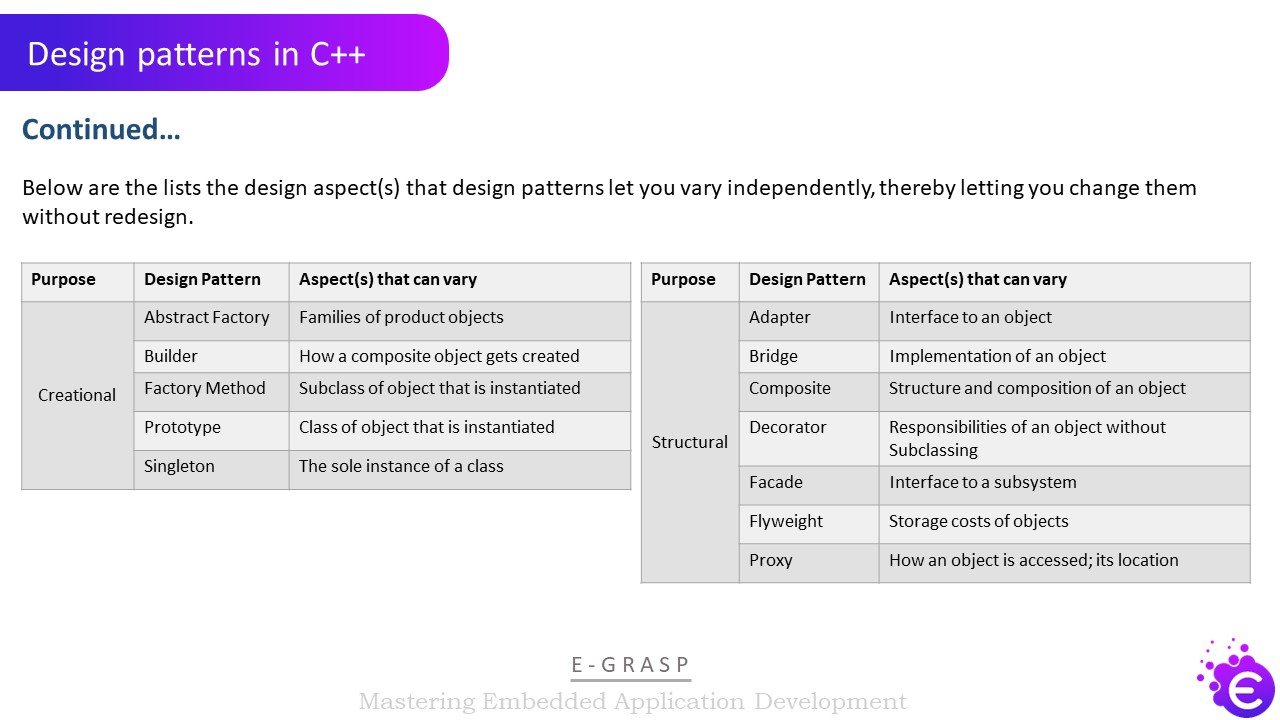 Design patterns in C++
Continued…
Below are the lists the design aspect(s) that design patterns let you vary independently, thereby letting you change them
without redesign.
Purpose Design Pattern Aspect(s) that can vary
Creational
Abstract Factory Families of product objects
Builder How a composite object gets created
Factory Method Subclass of object that is instantiated
Prototype Class of object that is instantiated
Singleton The sole instance of a class
Purpose Design Pattern Aspect(s) that can vary
Structural
Adapter Interface to an object
Bridge Implementation of an object
Composite Structure and composition of an object
Decorator Responsibilities of an object without
Subclassing
Facade Interface to a subsystem
Flyweight Storage costs of objects
Proxy How an object is accessed; its location
E-GRASP
Mastering Embedded Application Development
e